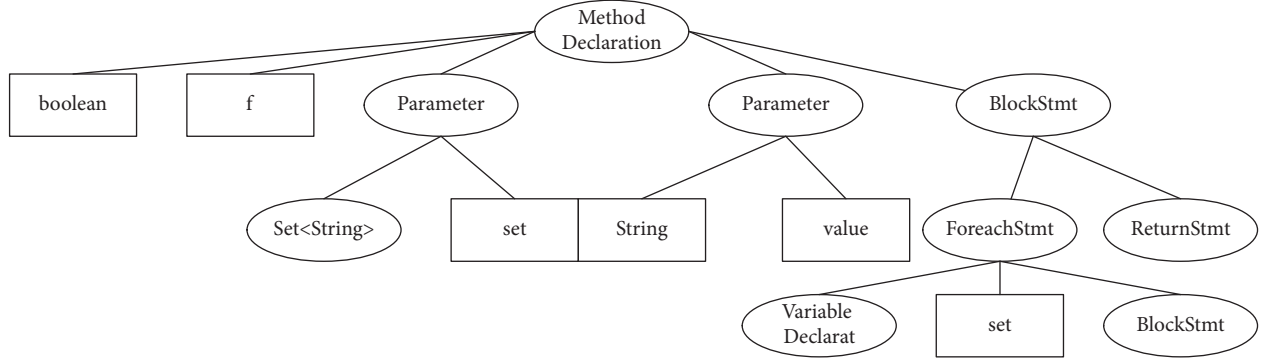 Method
Declaration
boolean
f
Parameter
Parameter
BlockStmt
Set<String>
set
String
value
ForeachStmt
ReturnStmt
Variable
Declarat
set
BlockStmt